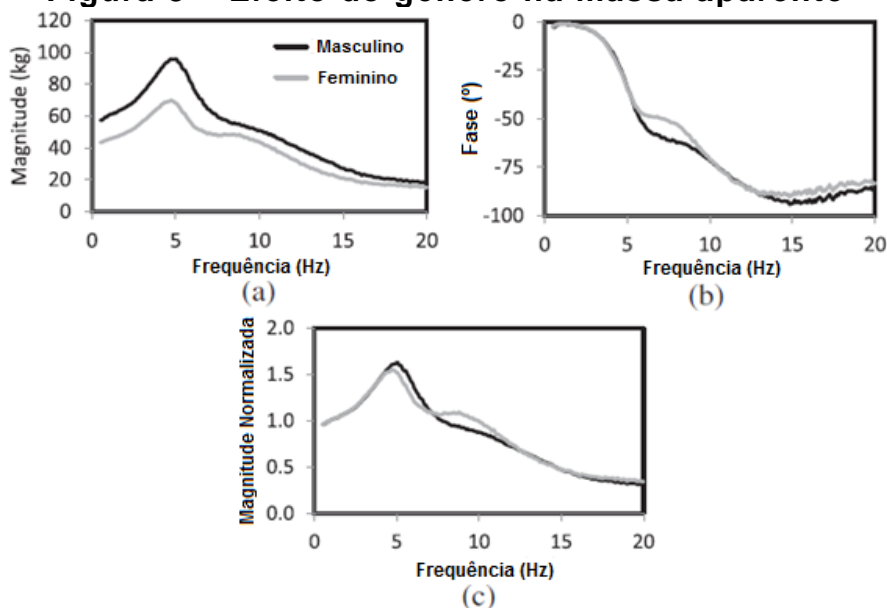 Figura – Efeito do gênero na massa aparente
120
100
80
60
40
20
0
Magnitude (kg)
Masculino
Feminino
0 5 10 15 20
Frequência (Hz)
(a)
0
-25
-50
-75
-100
Fase (º)
0 5 10 15 20
Frequência (Hz)
(b)
2.0
1.5
1.0
0.5
0.0
Magnitude Normalizada
0 5 10 15 20
Frequência (Hz)
(c)